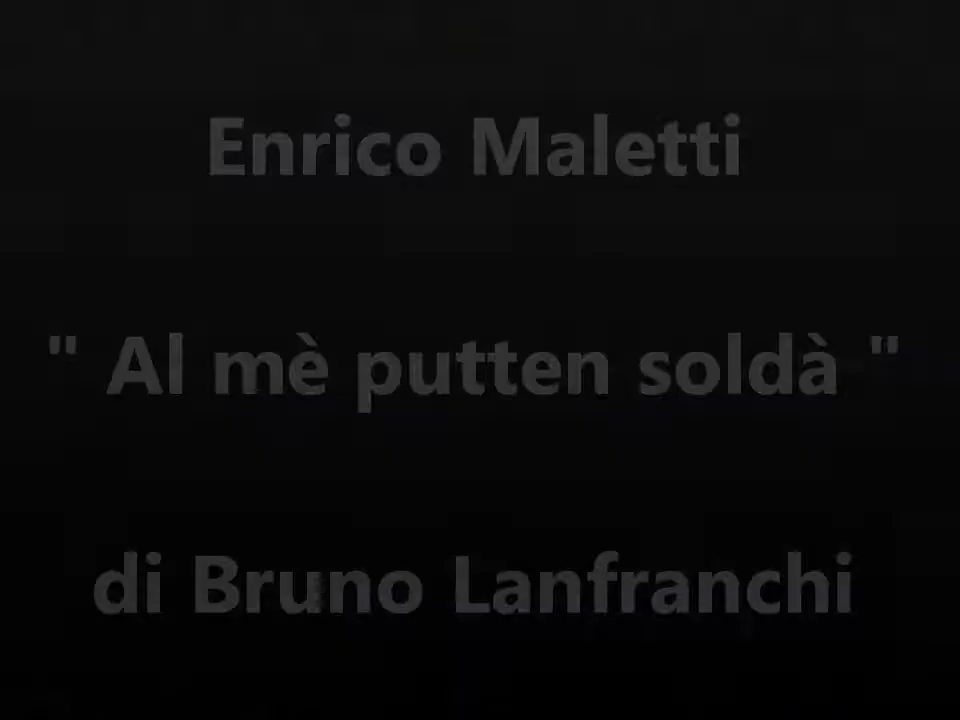 Enrico Maletti
" Al mè putten soldà "
di Bruno Lanfranchi